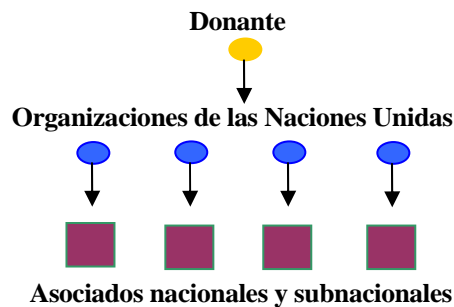 Donante
Organizaciones de las Naciones Unidas
Asociados nacionales y subnacionales